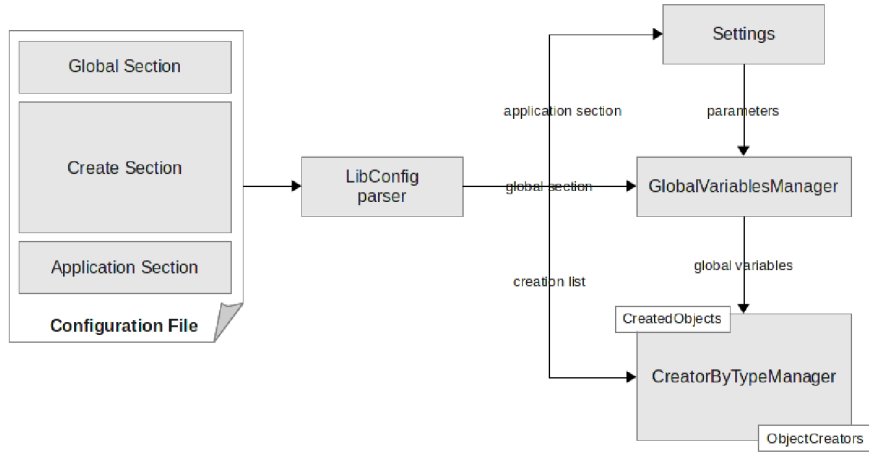 Global Section
Create Section
Application Section
Configuration File
LibConfig
parser
application section
global section
creation list
Settings
parameters
GlobalVariablesManager
global variables
CreatedObjects
CreatorByTypeManager
ObjectCreators